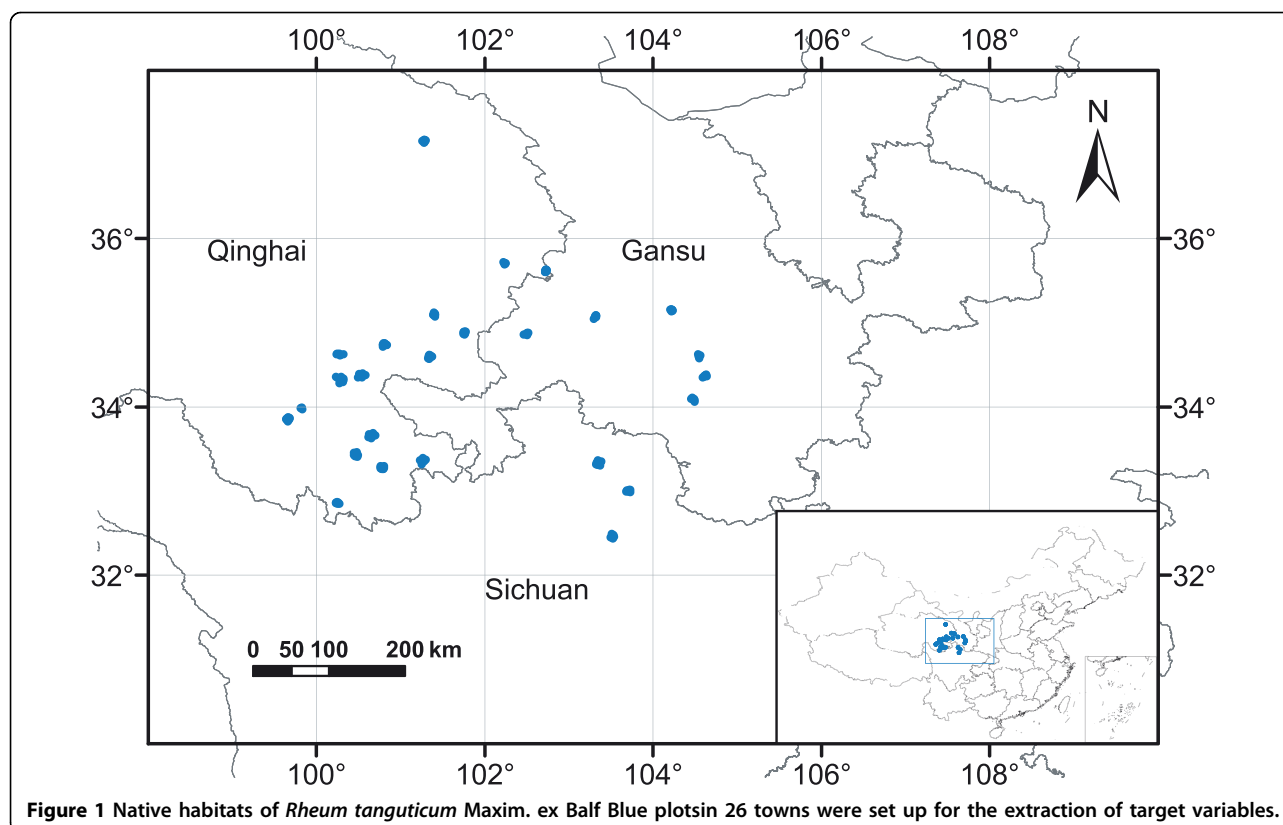 100° 102° 104° 106° 108°
N
36° Qinghai Gansu 36°
34° 34°
32° Sichuan 32°
0 50 100 200 km
100° 102° 104° 106° 108°
Figure 1 Native habitats of Rheum tanguticum Maxim. ex Balf Blue plotsin 26 towns were set up for the extraction of target variables.